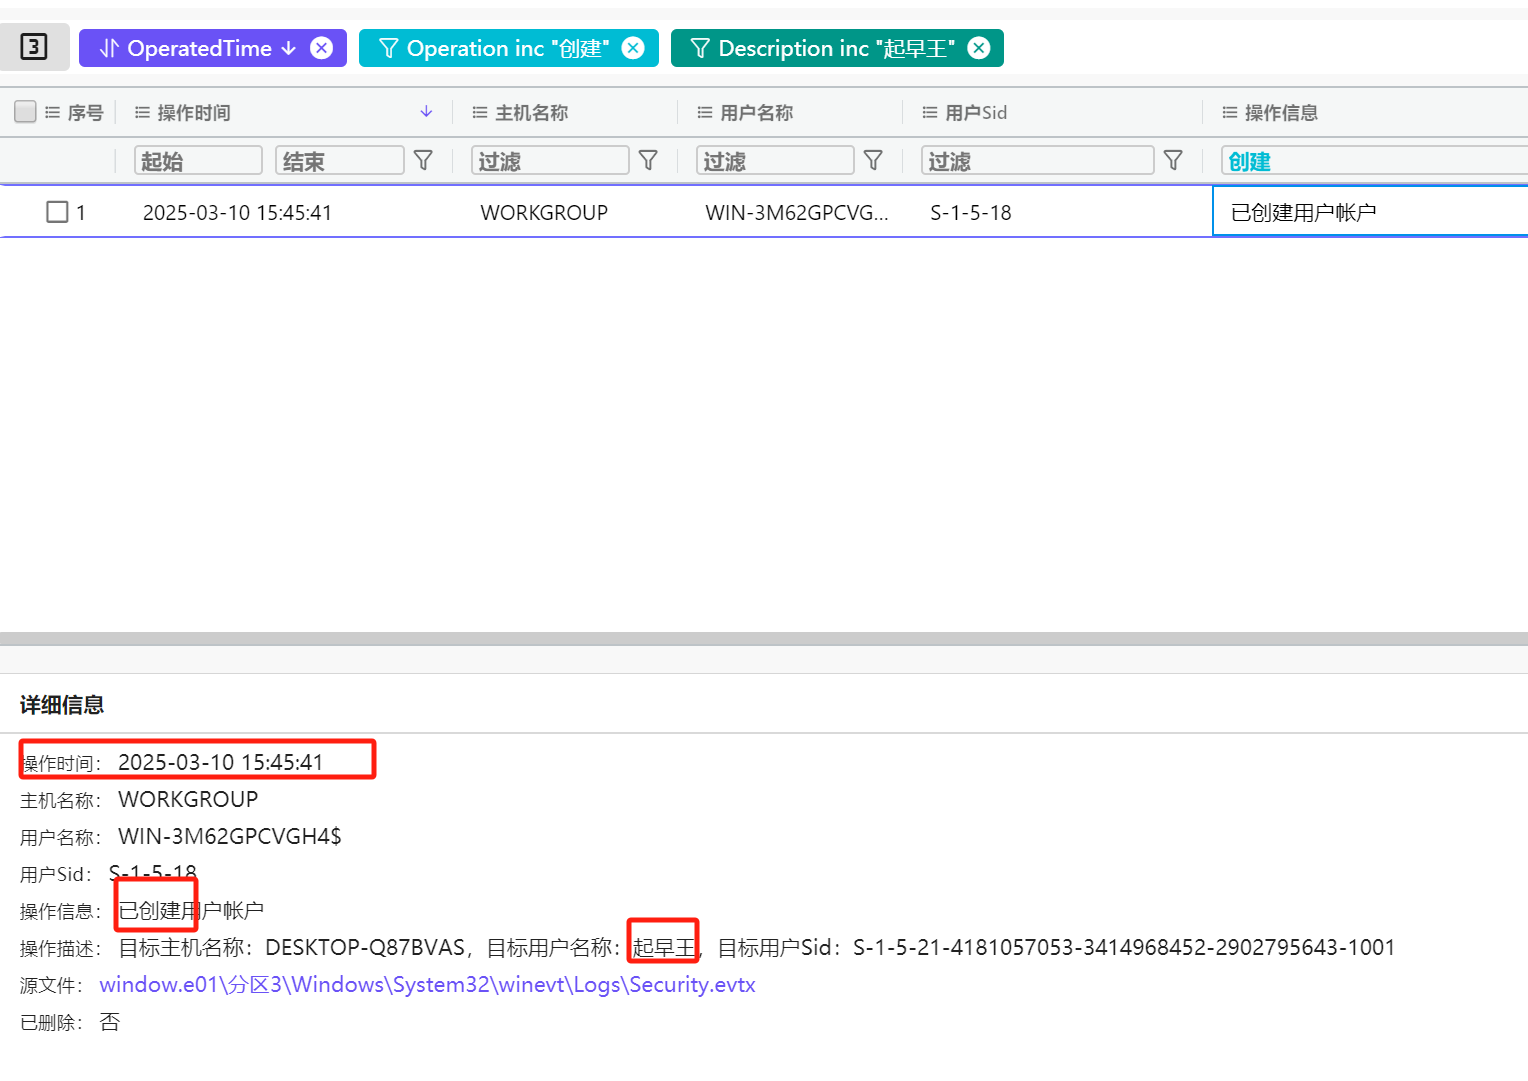 3 OperatedTime ↓ Operation inc "创建" Description inc "起早王"
序号 操作时间 ↓ 主机名称 用户名称 用户Sid 操作信息
起始 结束 过滤 过滤 过滤 创建
1 2025-03-10 15:45:41 WORKGROUP WIN-3M62GPCVG... S-1-5-18 已创建用户帐户
详细信息
操作时间： 2025-03-10 15:45:41
主机名称： WORKGROUP
用户名称： WIN-3M62GPCVGH4$
用户Sid： S-1-5-18
操作信息： 已创建用户帐户
操作描述： 目标主机名称：DESKTOP-Q87BVAS，目标用户名称：起早王，目标用户Sid：S-1-5-21-4181057053-3414968452-2902795643-1001
源文件： window.e01\分区3\Windows\System32\winevt\Logs\Security.evtx
已删除： 否